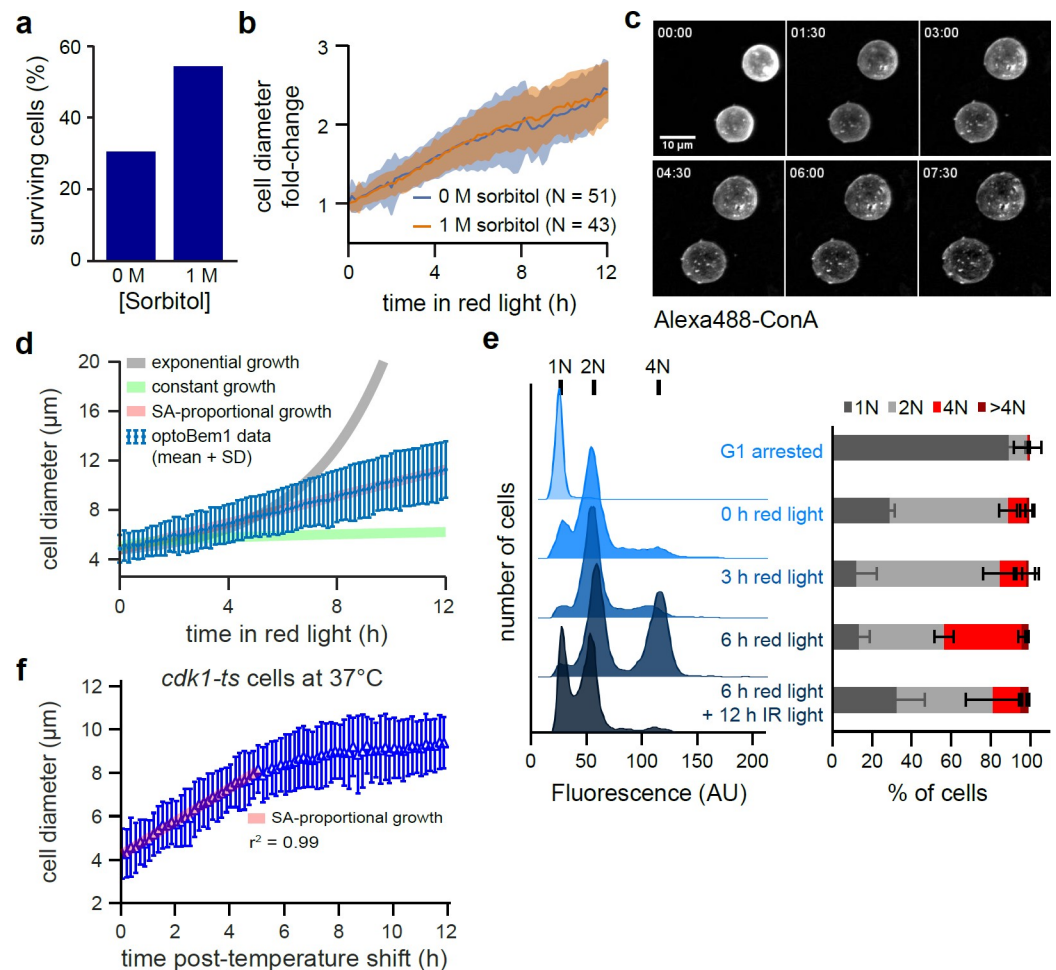 a
60
40
20
0
surviving cells (%)
0 M
1 M
[Sorbitol]
b
3
2
1
cell diameter
fold-change
0 M sorbitol (N = 51)
1 M sorbitol (N = 43)
0
4
8
12
time in red light (h)
c
00:00
01:30
03:00
10 µm
04:30
06:00
07:30
Alexa488-ConA
d
20
16
12
8
4
cell diameter (µm)
exponential growth
constant growth
SA-proportional growth
optoBem1 data
(mean + SD)
0
4
8
12
time in red light (h)
e
1N
2N
4N
number of cells
G1 arrested
0 h red light
3 h red light
6 h red light
6 h red light
+ 12 h IR light
0
50
100
150
200
Fluorescence (AU)
1N
2N
4N
>4N
0
20
40
60
80
100
% of cells
f
cdk1-ts cells at 37°C
12
10
8
6
4
2
cell diameter (µm)
SA-proportional growth
r² = 0.99
0
2
4
6
8
10
12
time post-temperature shift (h)